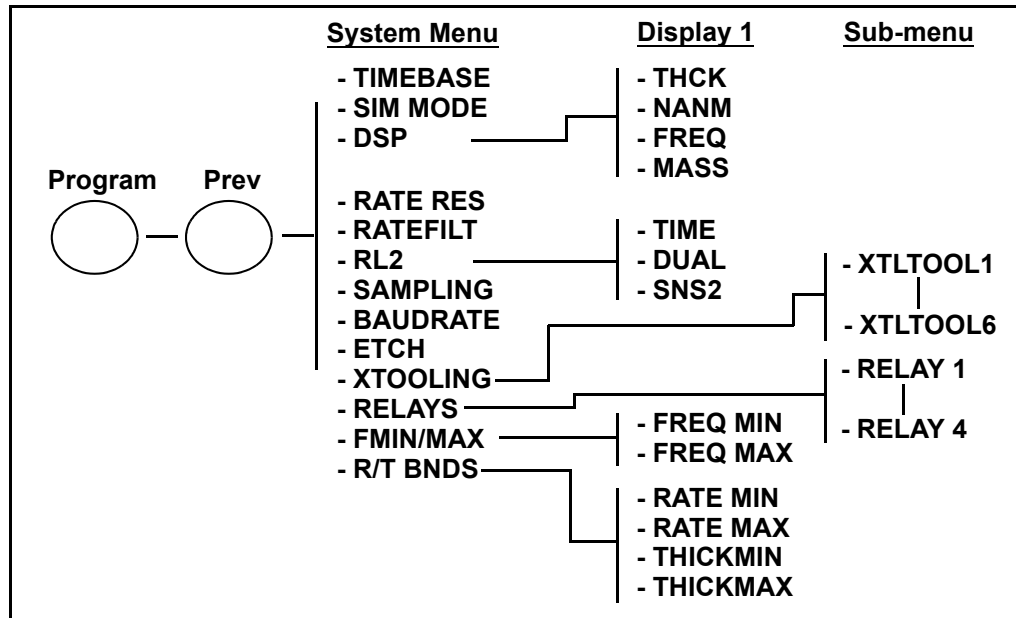 System Menu
Display 1
Sub-menu
Program
Prev
- TIMEBASE
- SIM MODE
- DSP
- RATE RES
- RATEFILT
- RL2
- SAMPLING
- BAUDRATE
- ETCH
- XTOOLING
- RELAYS
- FMIN/MAX
- R/T BNDS
- THCK
- NANM
- FREQ
- MASS
- TIME
- DUAL
- SNS2
- FREQ MIN
- FREQ MAX
- RATE MIN
- RATE MAX
- THICKMIN
- THICKMAX
- XTLTOOL1
- XTLTOOL6
- RELAY 1
- RELAY 4